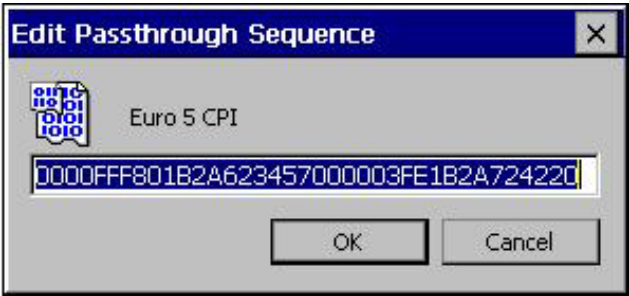 Edit Passthrough Sequence
Euro 5 CPI
0000FFF801B2A623457000003FE1B2A724220
OK
Cancel